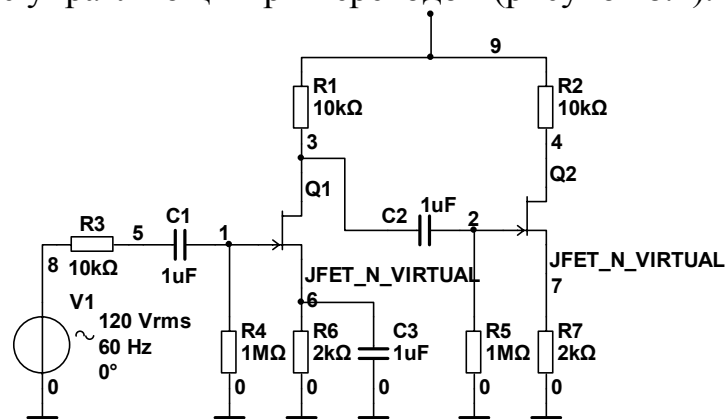 9
R1
10kΩ
R2
10kΩ
3
4
Q1
Q2
R3
10kΩ
5
C1
1uF
1
C2
1uF
2
8
JFET_N_VIRTUAL
JFET_N_VIRTUAL
6
7
V1
120 Vrms
60 Hz
0°
R4
1MΩ
R6
2kΩ
C3
1uF
R5
1MΩ
R7
2kΩ
0
0
0
0
0
0